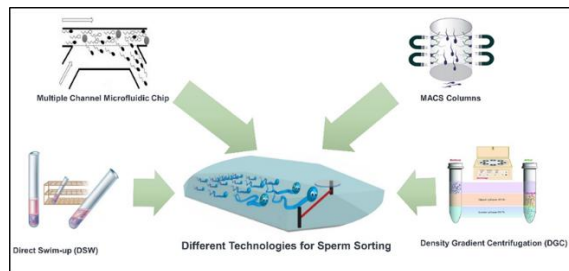 Multiple Channel Microfluidic Chip
MACS Columns
Direct Swim-up (DSW)
Different Technologies for Sperm Sorting
Density Gradient Centrifugation (DGC)